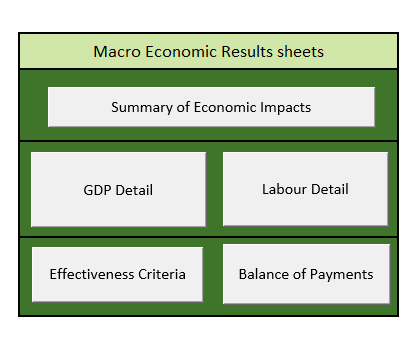 Macro Economic Results sheets
Summary of Economic Impacts
GDP Detail
Labour Detail
Effectiveness Criteria
Balance of Payments